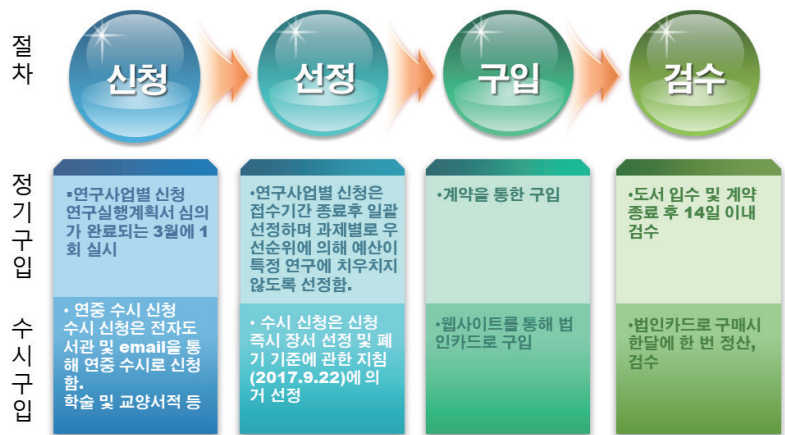 절차
신청
선정
구입
검수
정기구입
▪연구사업별 신청
연구실행계획서 심의
가 완료되는 3월에 1
회 실시
•연구사업별 신청은
접수기간 종료후 일괄
선정하며 과제별로 우
선순위에 의해 예산이
특정 연구에 치우치지
않도록 선정함.
•계약을 통한 구입
•도서 입수 및 계약
종료 후 14일 이내
검수
수시구입
• 연중 수시 신청
수시 신청은 전자도
서관 및 email을 통
해 연중 수시로 신청
함.
학술 및 교양서적 등
• 수시 신청은 신청
즉시 장서 선정 및 폐
기 기준에 관한 지침
(2017.9.22)에 의
거 선정
•웹사이트를 통해 법
인카드로 구입
•법인카드로 구매시
한달에 한 번 정산,
검수